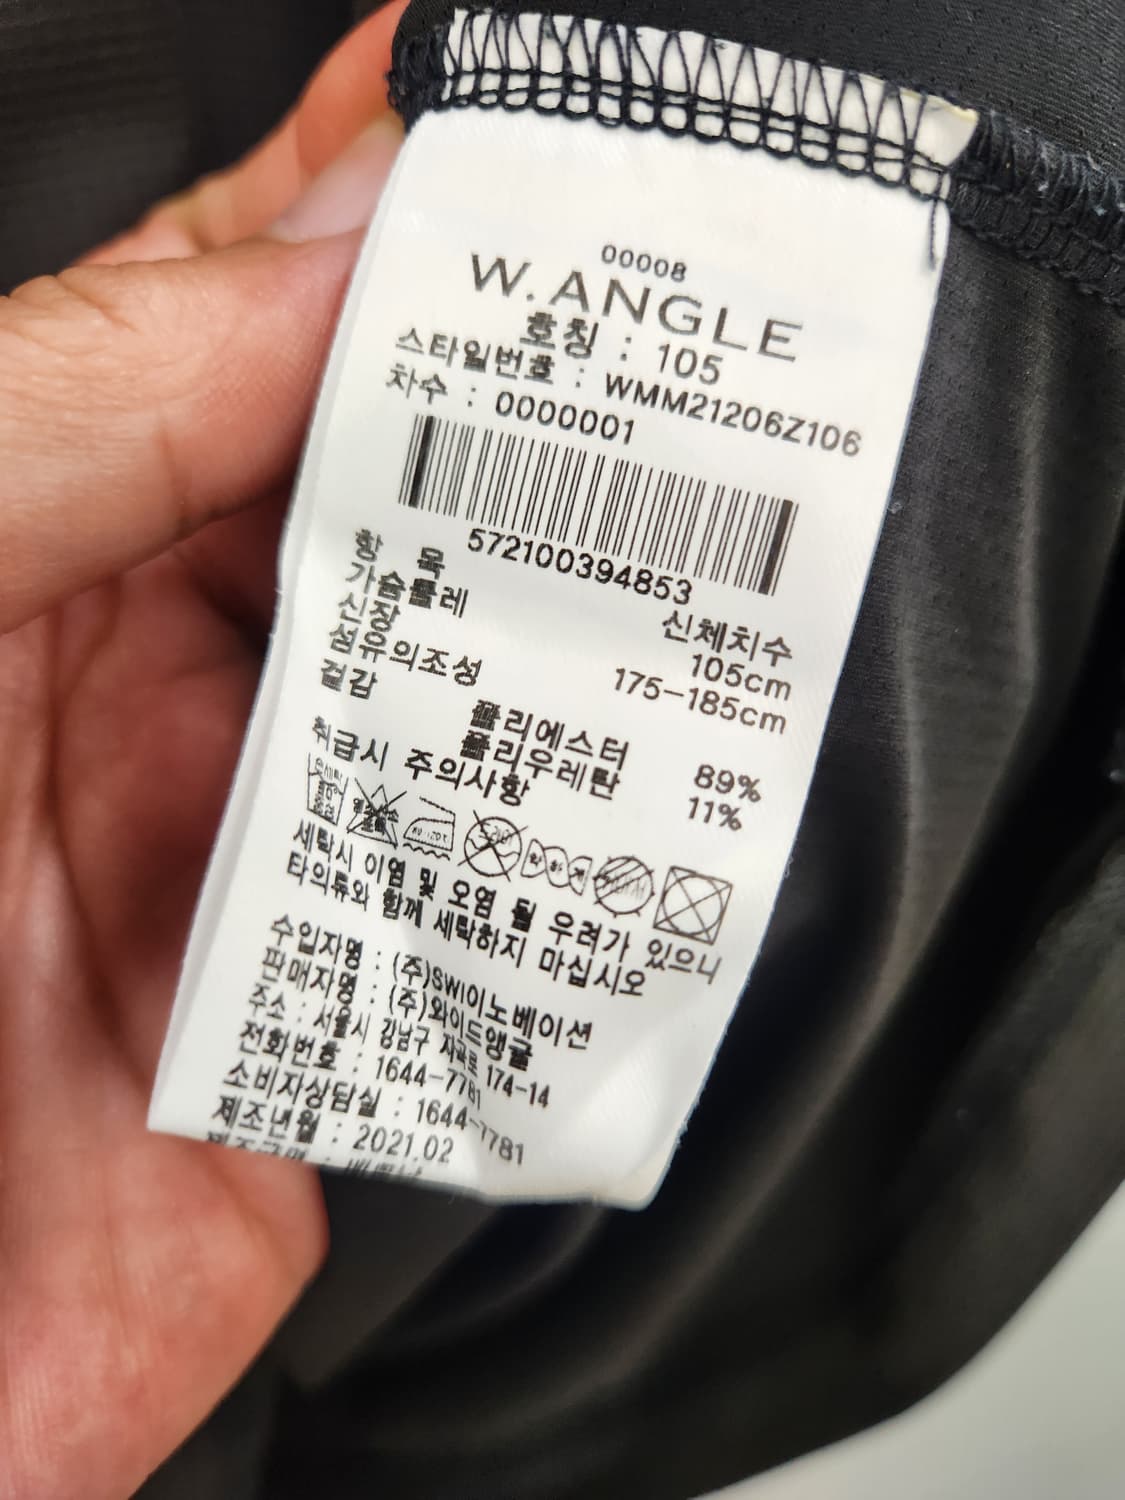 00008
W.ANGLE
호칭 : 105
스타일번호 : WMM21206Z106
차수 : 0000001
572100394853
항 목 신체치수
가슴둘레 105cm
신장 175-185cm
섬유의조성
겉감 폴리에스터 89%
폴리우레탄 11%
취급시 주의사항
세탁시 이염 및 오염 될 우려가 있으니
타의류와 함께 세탁하지 마십시오
수입자명 : (주)SWI이노베이션
판매자명 : (주)와이드앵글
주소 : 서울시 강남구 자곡로 174-14
전화번호 : 1644-7781
소비자상담실 : 1644-7781
제조년월 : 2021.02